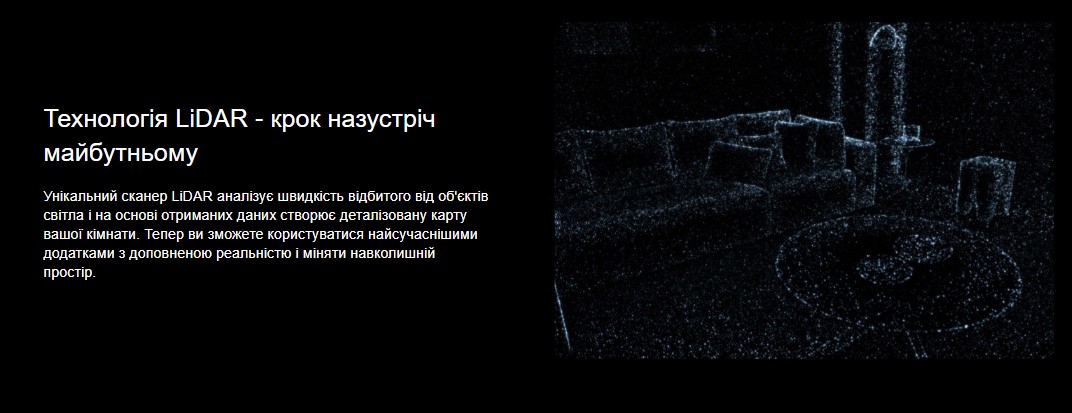 Технологія LiDAR - крок назустріч
майбутньому
Унікальний сканер LiDAR аналізує швидкість відбитого від об'єктів
світла і на основі отриманих даних створює деталізовану карту
вашої кімнати. Тепер ви зможете користуватися найсучаснішими
додатками з доповненою реальністю і міняти навколишній
простір.